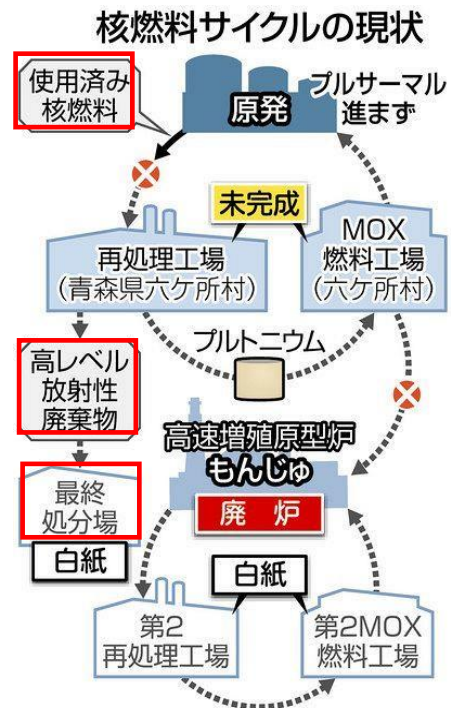 核燃料サイクルの現状
使用済み
核燃料
原発
プルサーマル
進まず
未完成
再処理工場
(青森県六ケ所村)
MOX
燃料工場
(六ケ所村)
プルトニウム
高レベル
放射性
廃棄物
高速増殖原型炉
もんじゅ
廃炉
最終
処分場
白紙
白紙
第2
再処理工場
第2MOX
燃料工場